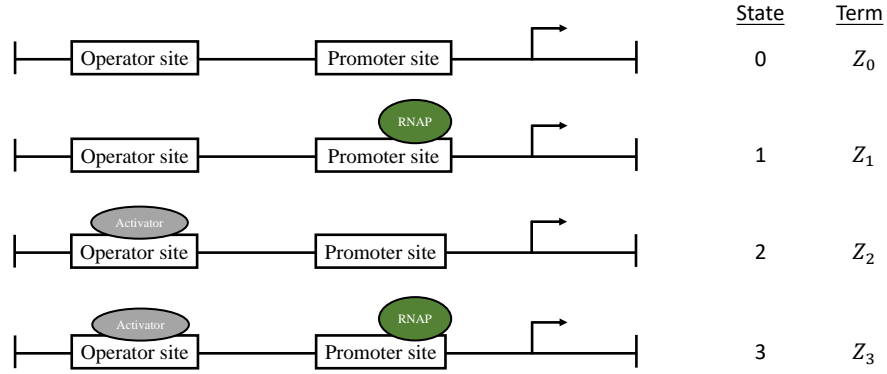 State Term
Operator site Promoter site 0 Z₀
RNAP
Operator site Promoter site 1 Z₁
Activator
Operator site Promoter site 2 Z₂
Activator RNAP
Operator site Promoter site 3 Z₃